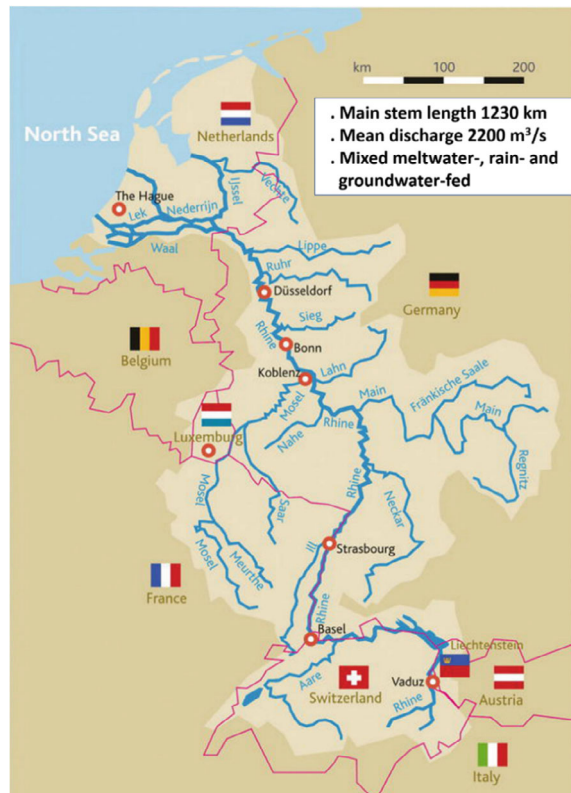 km 0 100 200
. Main stem length 1230 km
. Mean discharge 2200 m³/s
. Mixed meltwater-, rain- and
groundwater-fed
North Sea
Netherlands
IJssel
Vechte
The Hague
Lek
Nederrijn
Waal
Lippe
Ruhr
Düsseldorf
Germany
Sieg
Rhine
Bonn
Belgium
Koblenz
Lahn
Mosel
Main
Fränkische Saale
Main
Regnitz
Nahe
Rhine
Luxemburg
Rhine
Mosel
Saar
Neckar
Ill
Strasbourg
Mosel
Meurthe
France
Rhine
Basel
Liechtenstein
Aare
Switzerland
Vaduz
Rhine
Austria
Italy